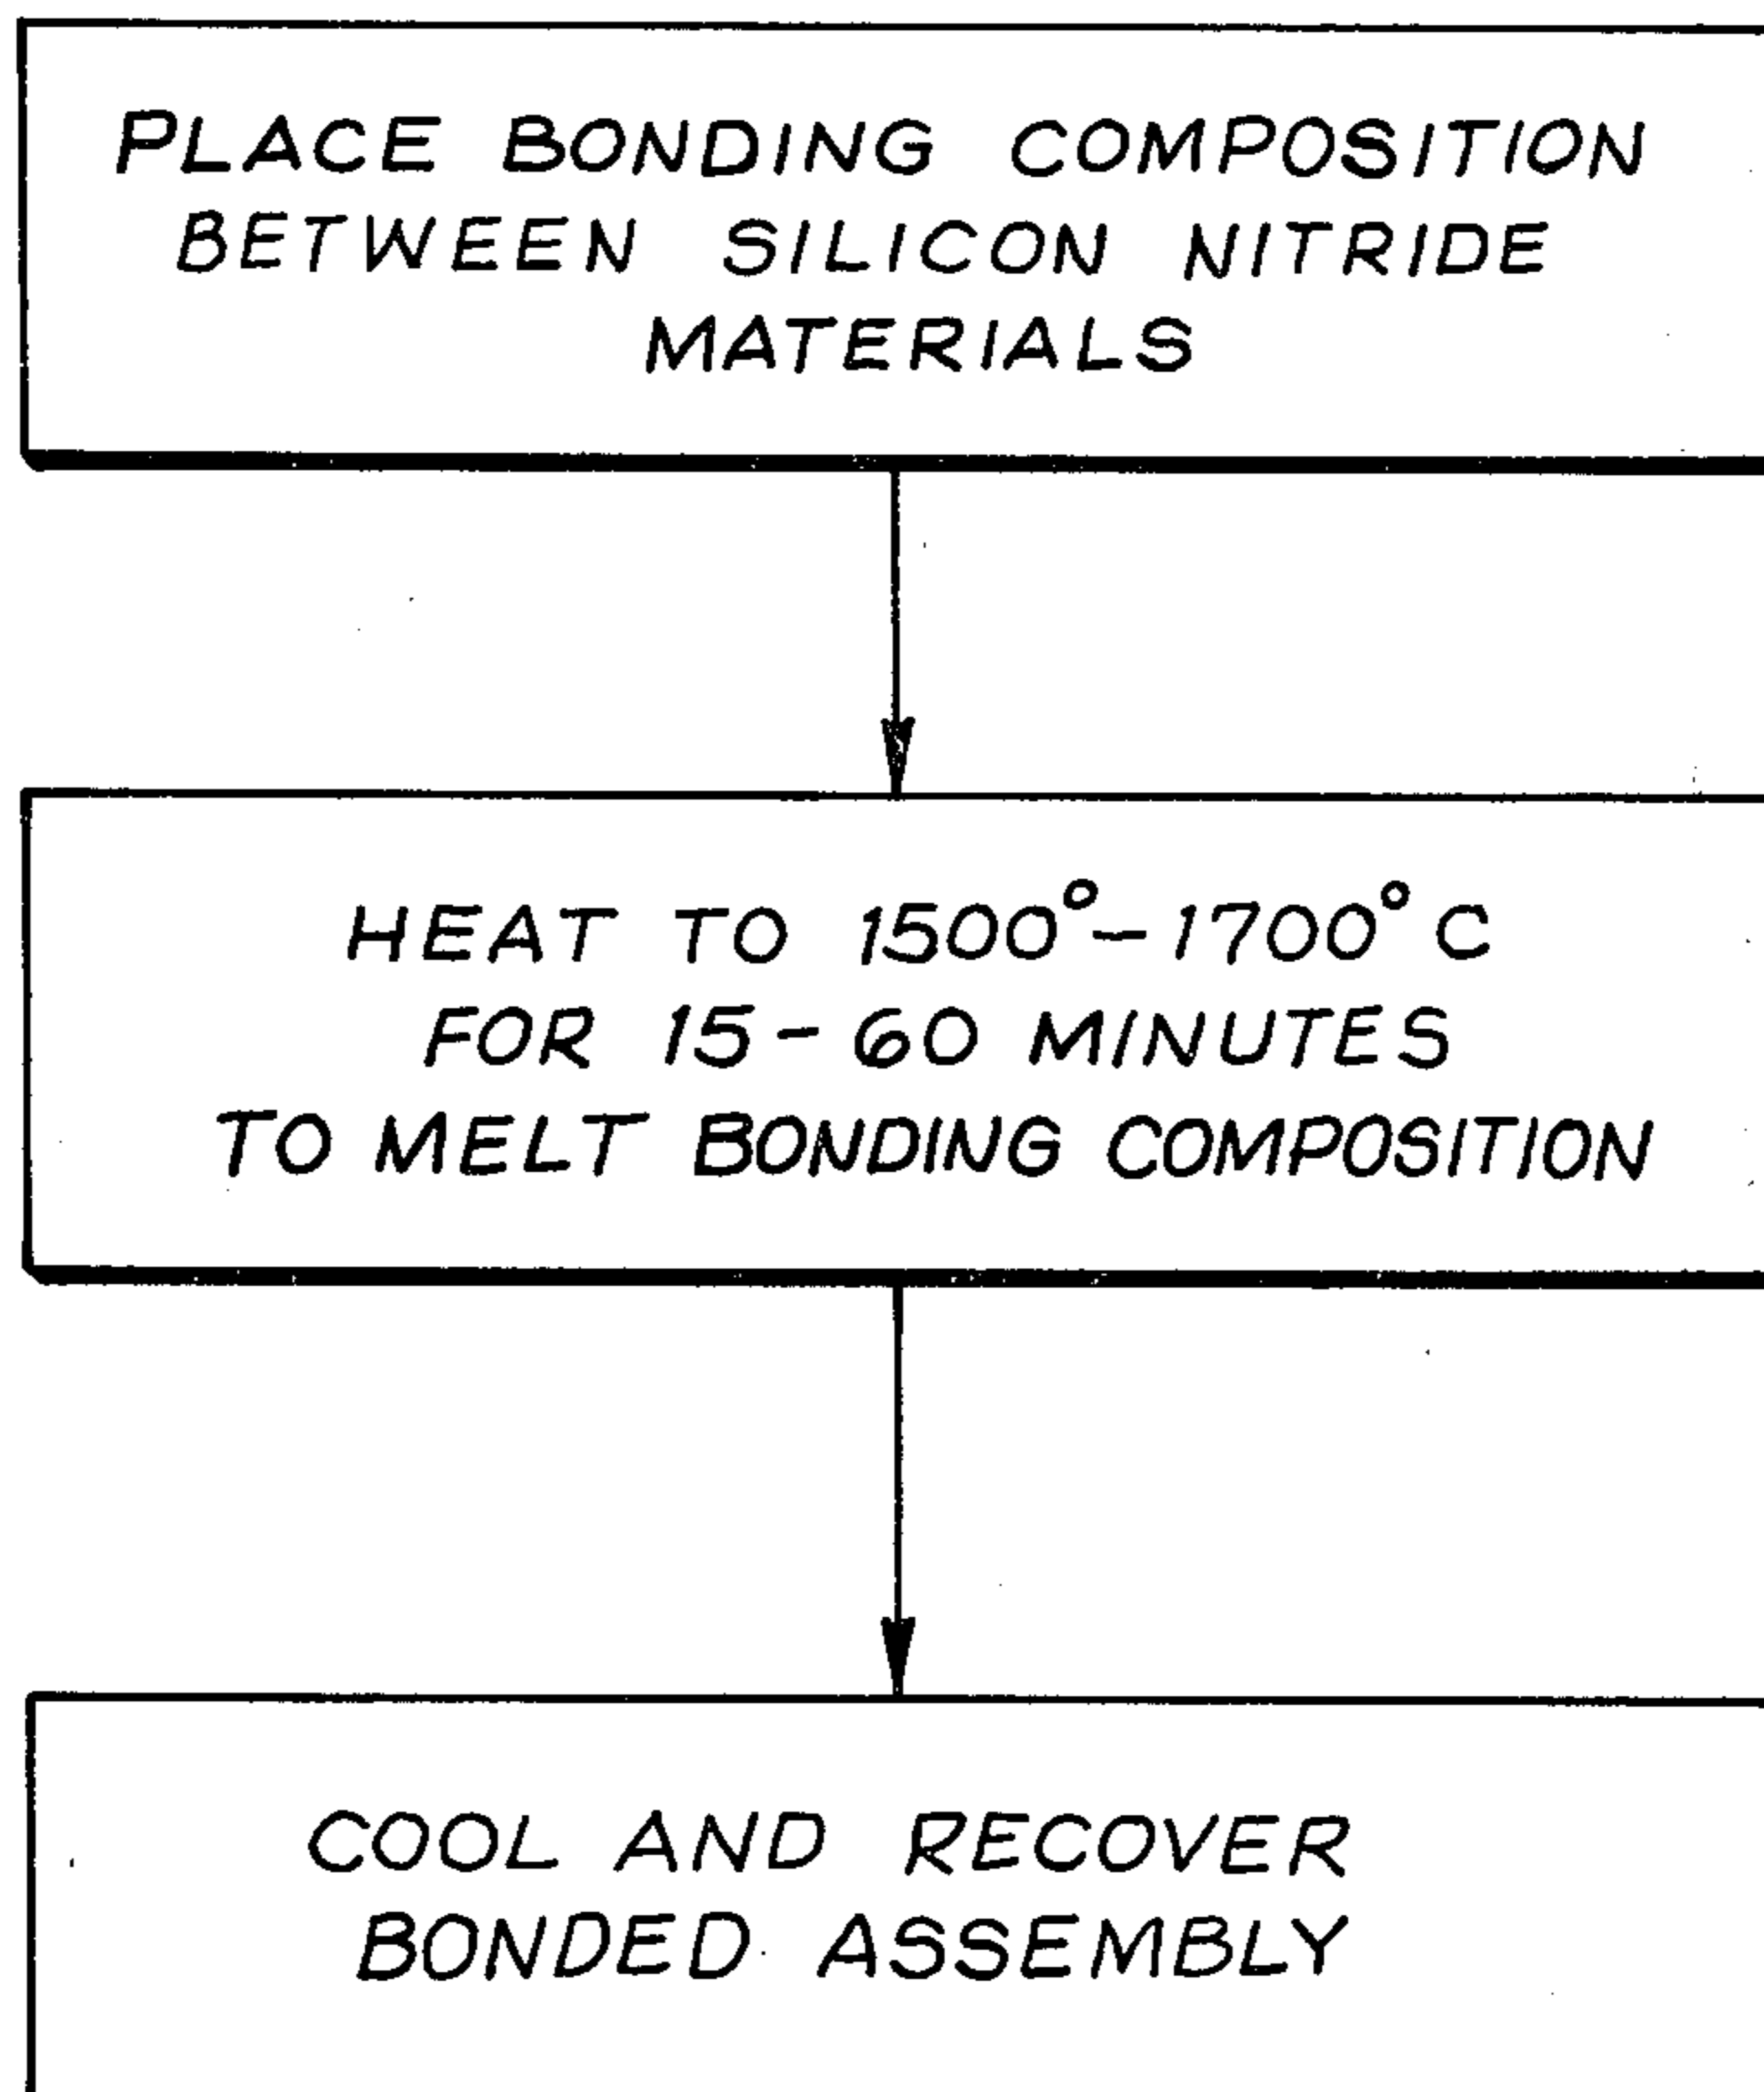 PLACE BONDING COMPOSITION
BETWEEN SILICON NITRIDE
MATERIALS
HEAT TO 1500°-1700°C
FOR 15-60 MINUTES
TO MELT BONDING COMPOSITION
COOL AND RECOVER
BONDED ASSEMBLY